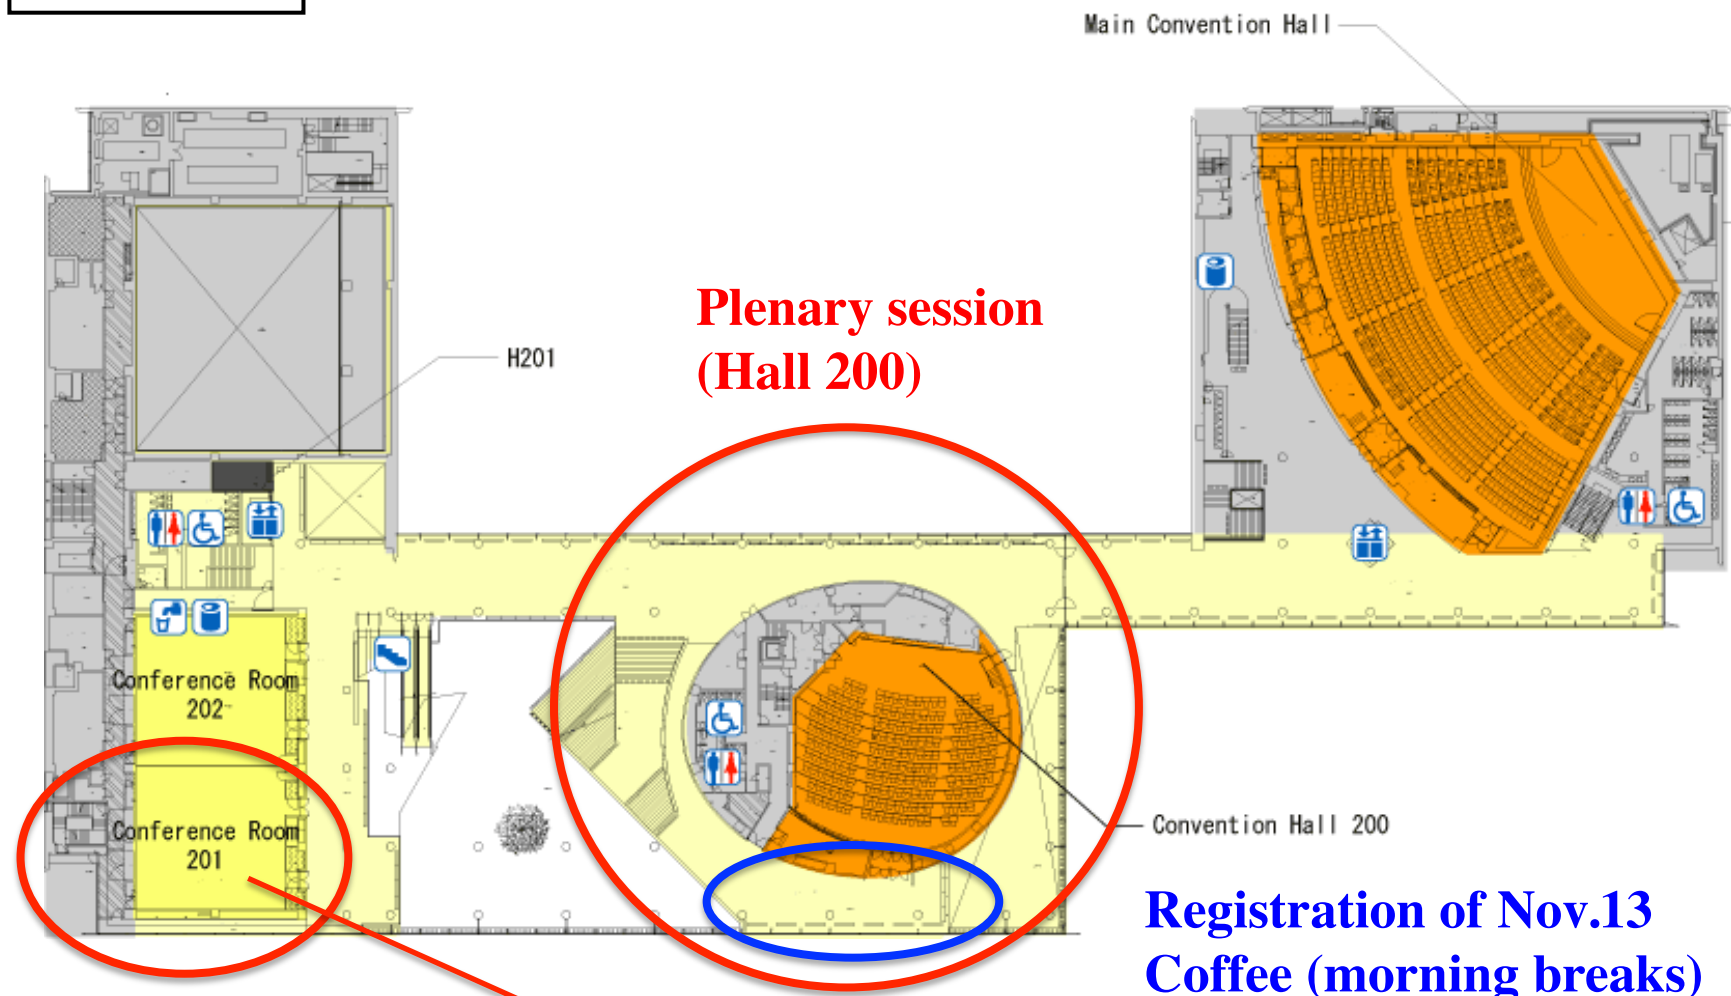 Main Convention Hall
Plenary session
(Hall 200)
H201
Conference Room
202
Conference Room
201
Convention Hall 200
Registration of Nov.13
Coffee (morning breaks)